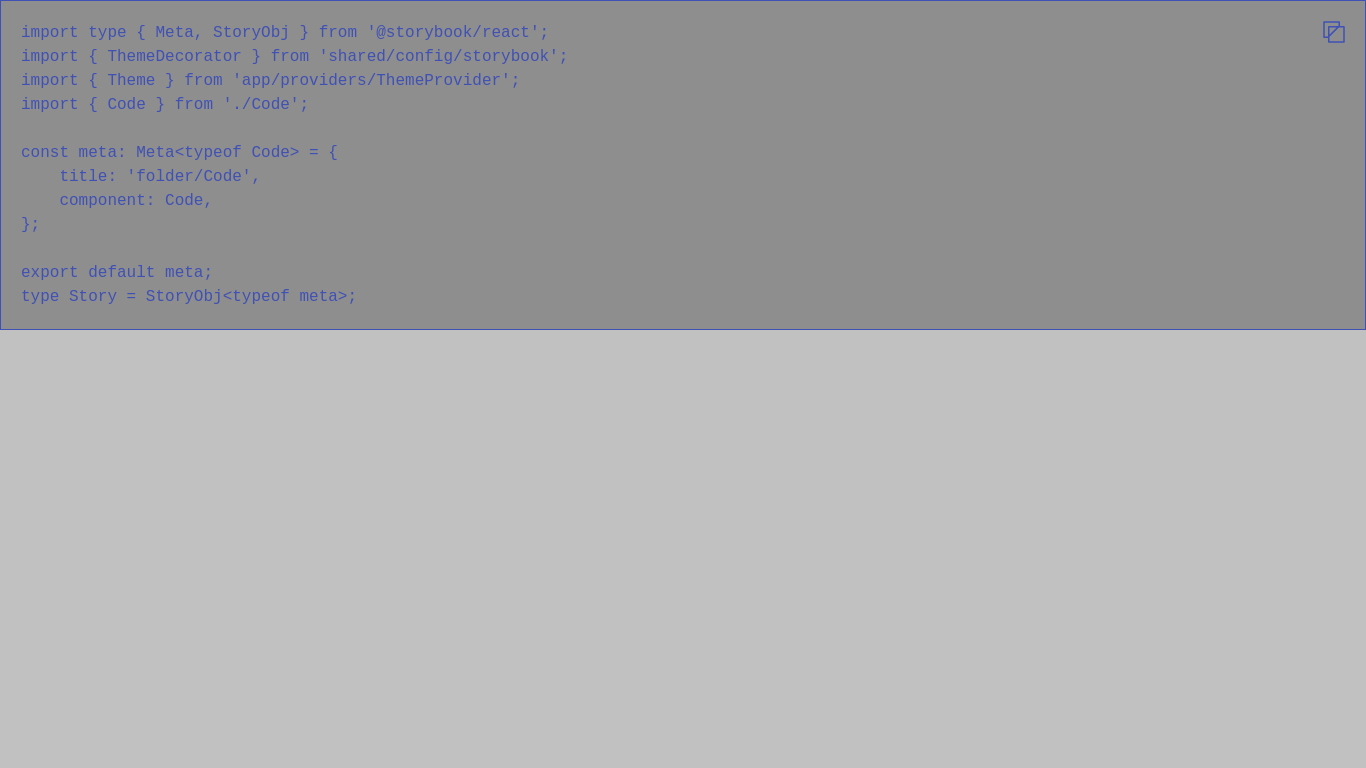 import type { Meta, StoryObj } from '@storybook/react';
import { ThemeDecorator } from 'shared/config/storybook';
import { Theme } from 'app/providers/ThemeProvider';
import { Code } from './Code';

const meta: Meta<typeof Code> = {
    title: 'folder/Code',
    component: Code,
};

export default meta;
type Story = StoryObj<typeof meta>;